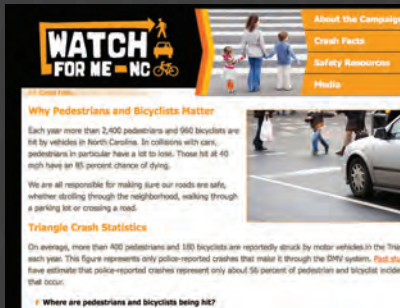 WATCH
FOR ME - NC
About the Campaign
Crash Facts
Safety Resources
Media
Why Pedestrians and Bicyclists Matter
Each year more than 2,400 pedestrians and 960 bicyclists are
hit by vehicles in North Carolina. In collisions with cars,
pedestrians in particular have a lot to lose. Those hit at 40
mph have an 85 percent chance of dying.
We are all responsible for making sure our roads are safe,
whether strolling through the neighborhood, walking through
a parking lot or crossing a road.
Triangle Crash Statistics
On average, more than 400 pedestrians and 180 bicyclists are reportedly struck by motor vehicles in the Tria
each year. This figure represents only police-reported crashes that make it through the DMV system. Past stu
have estimate that police-reported crashes represent only about 56 percent of pedestrian and bicyclist incide
that occur.
Where are pedestrians and bicyclists being hit?